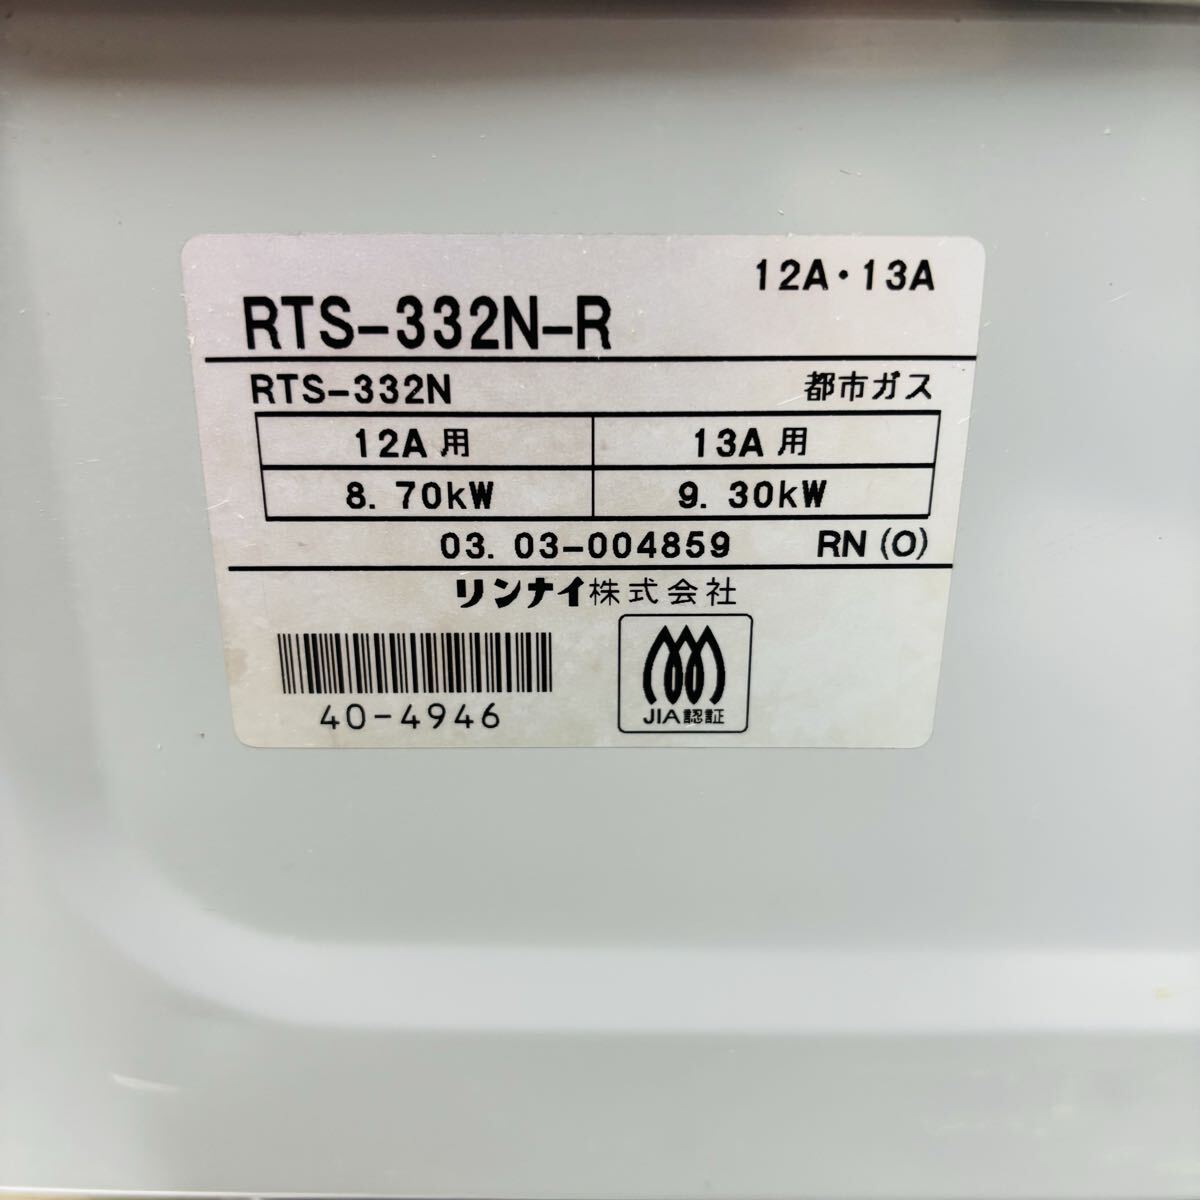 12A・13A
RTS-332N-R
RTS-332N 都市ガス
12A用 13A用
8.70kW 9.30kW
03.03-004859 RN(O)
リンナイ株式会社
40-4946
JIA認証